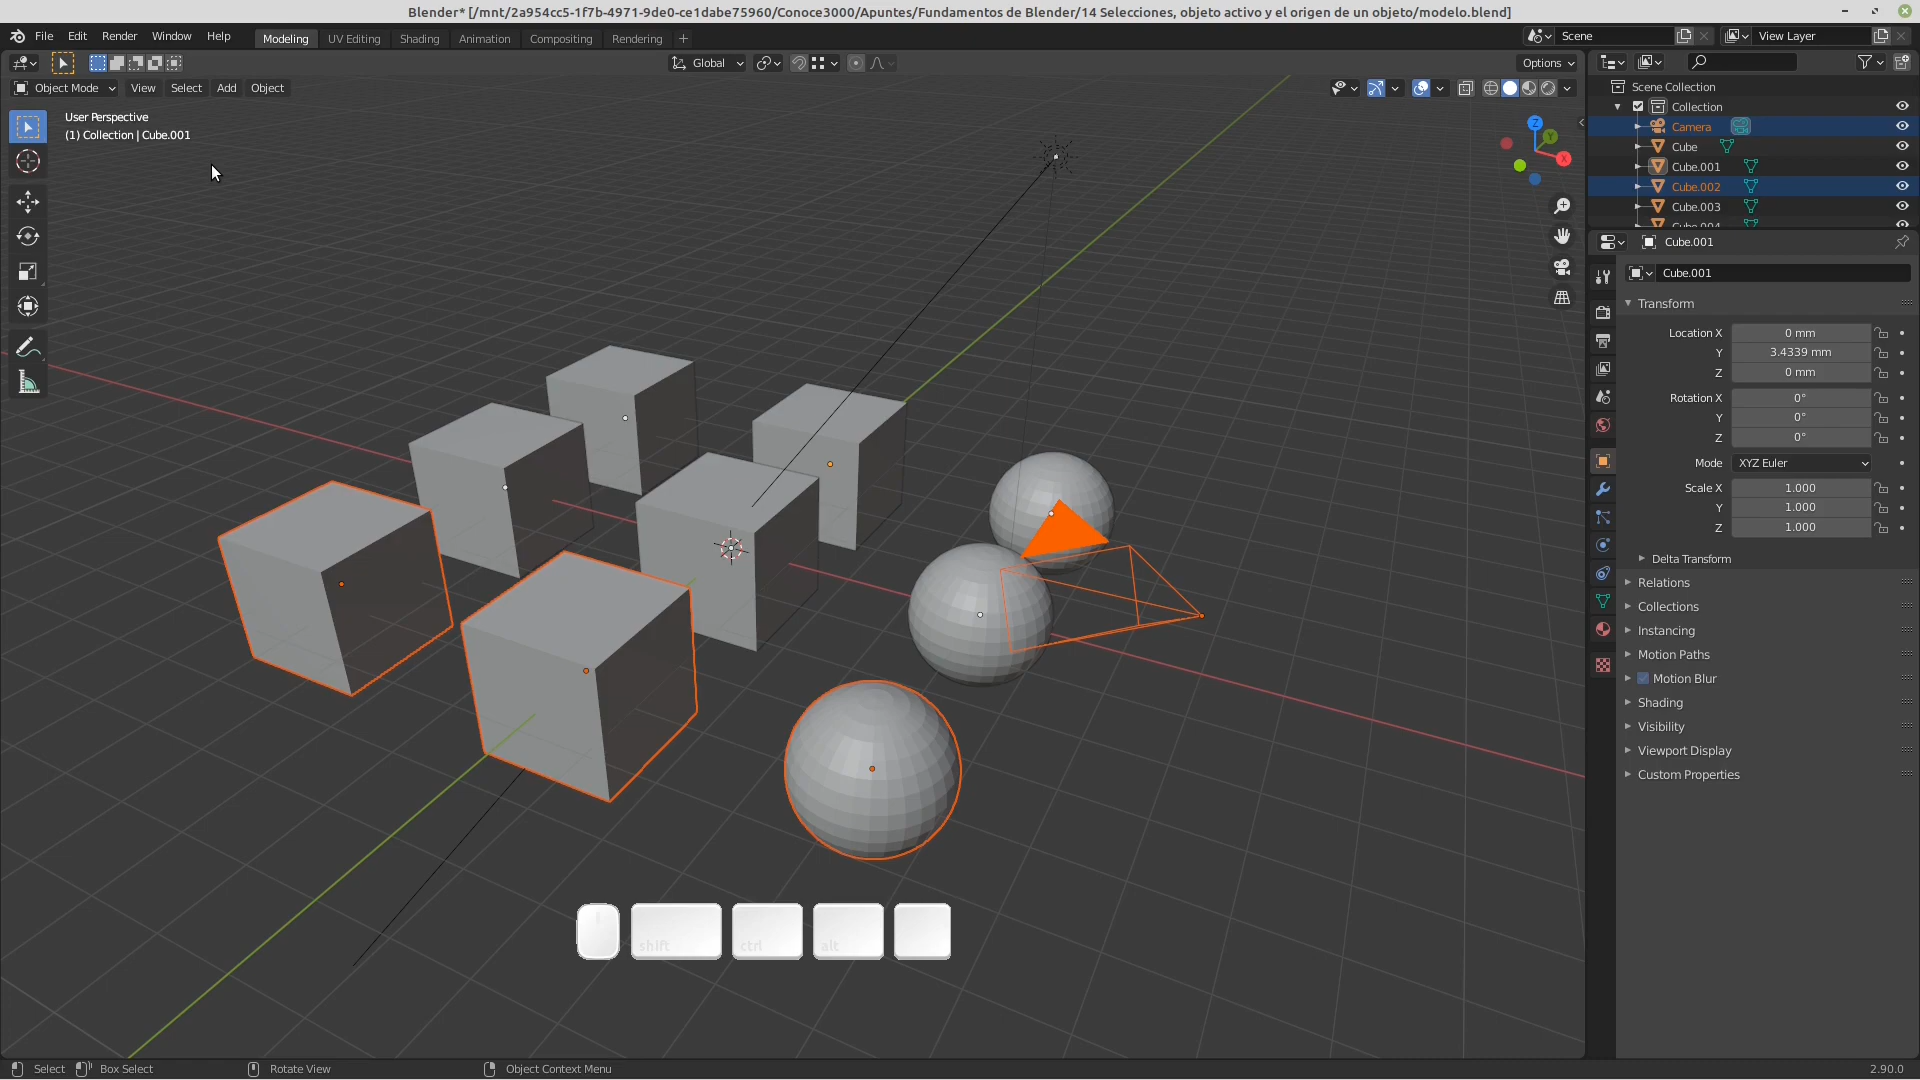 Blender* [/mnt/2a954cc5-1f7b-4971-9de0-ce1dabe75960/Conoce3000/Apuntes/Fundamentos de Blender/14 Selecciones, objeto activo y el origen de un objeto/modelo.blend]
File Edit Render Window Help Modeling UV Editing Shading Animation Compositing Rendering + Scene View Layer
Global Options
Object Mode View Select Add Object
User Perspective
(1) Collection | Cube.001
Z
Y
X
Scene Collection
Collection
Camera
Cube
Cube.001
Cube.002
Cube.003
Cube.004
Cube.001
Cube.001
Transform
Location X 0 mm
Y 3.4339 mm
Z 0 mm
Rotation X 0°
Y 0°
Z 0°
Mode XYZ Euler
Scale X 1.000
Y 1.000
Z 1.000
Delta Transform
Relations
Collections
Instancing
Motion Paths
Motion Blur
Shading
Visibility
Viewport Display
Custom Properties
shift ctrl alt
Select Box Select Rotate View Object Context Menu 2.90.0